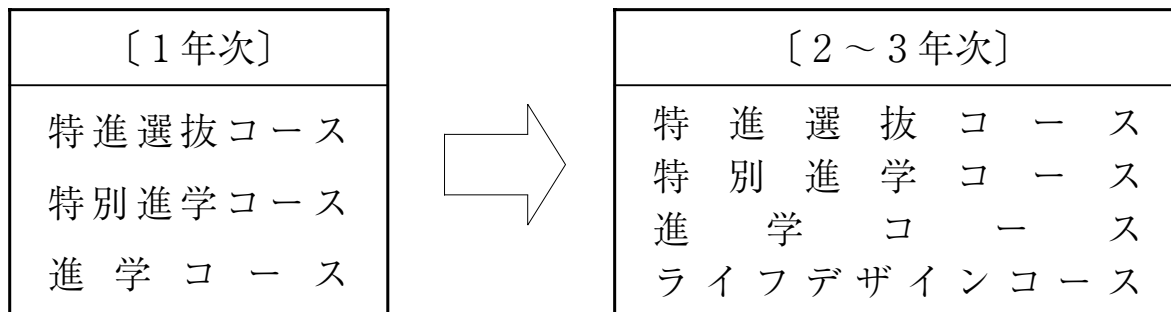 〔１年次〕
特進選抜コース
特別進学コース
進学コース
〔２～３年次〕
特進選抜コース
特別進学コース
進学コース
ライフデザインコース